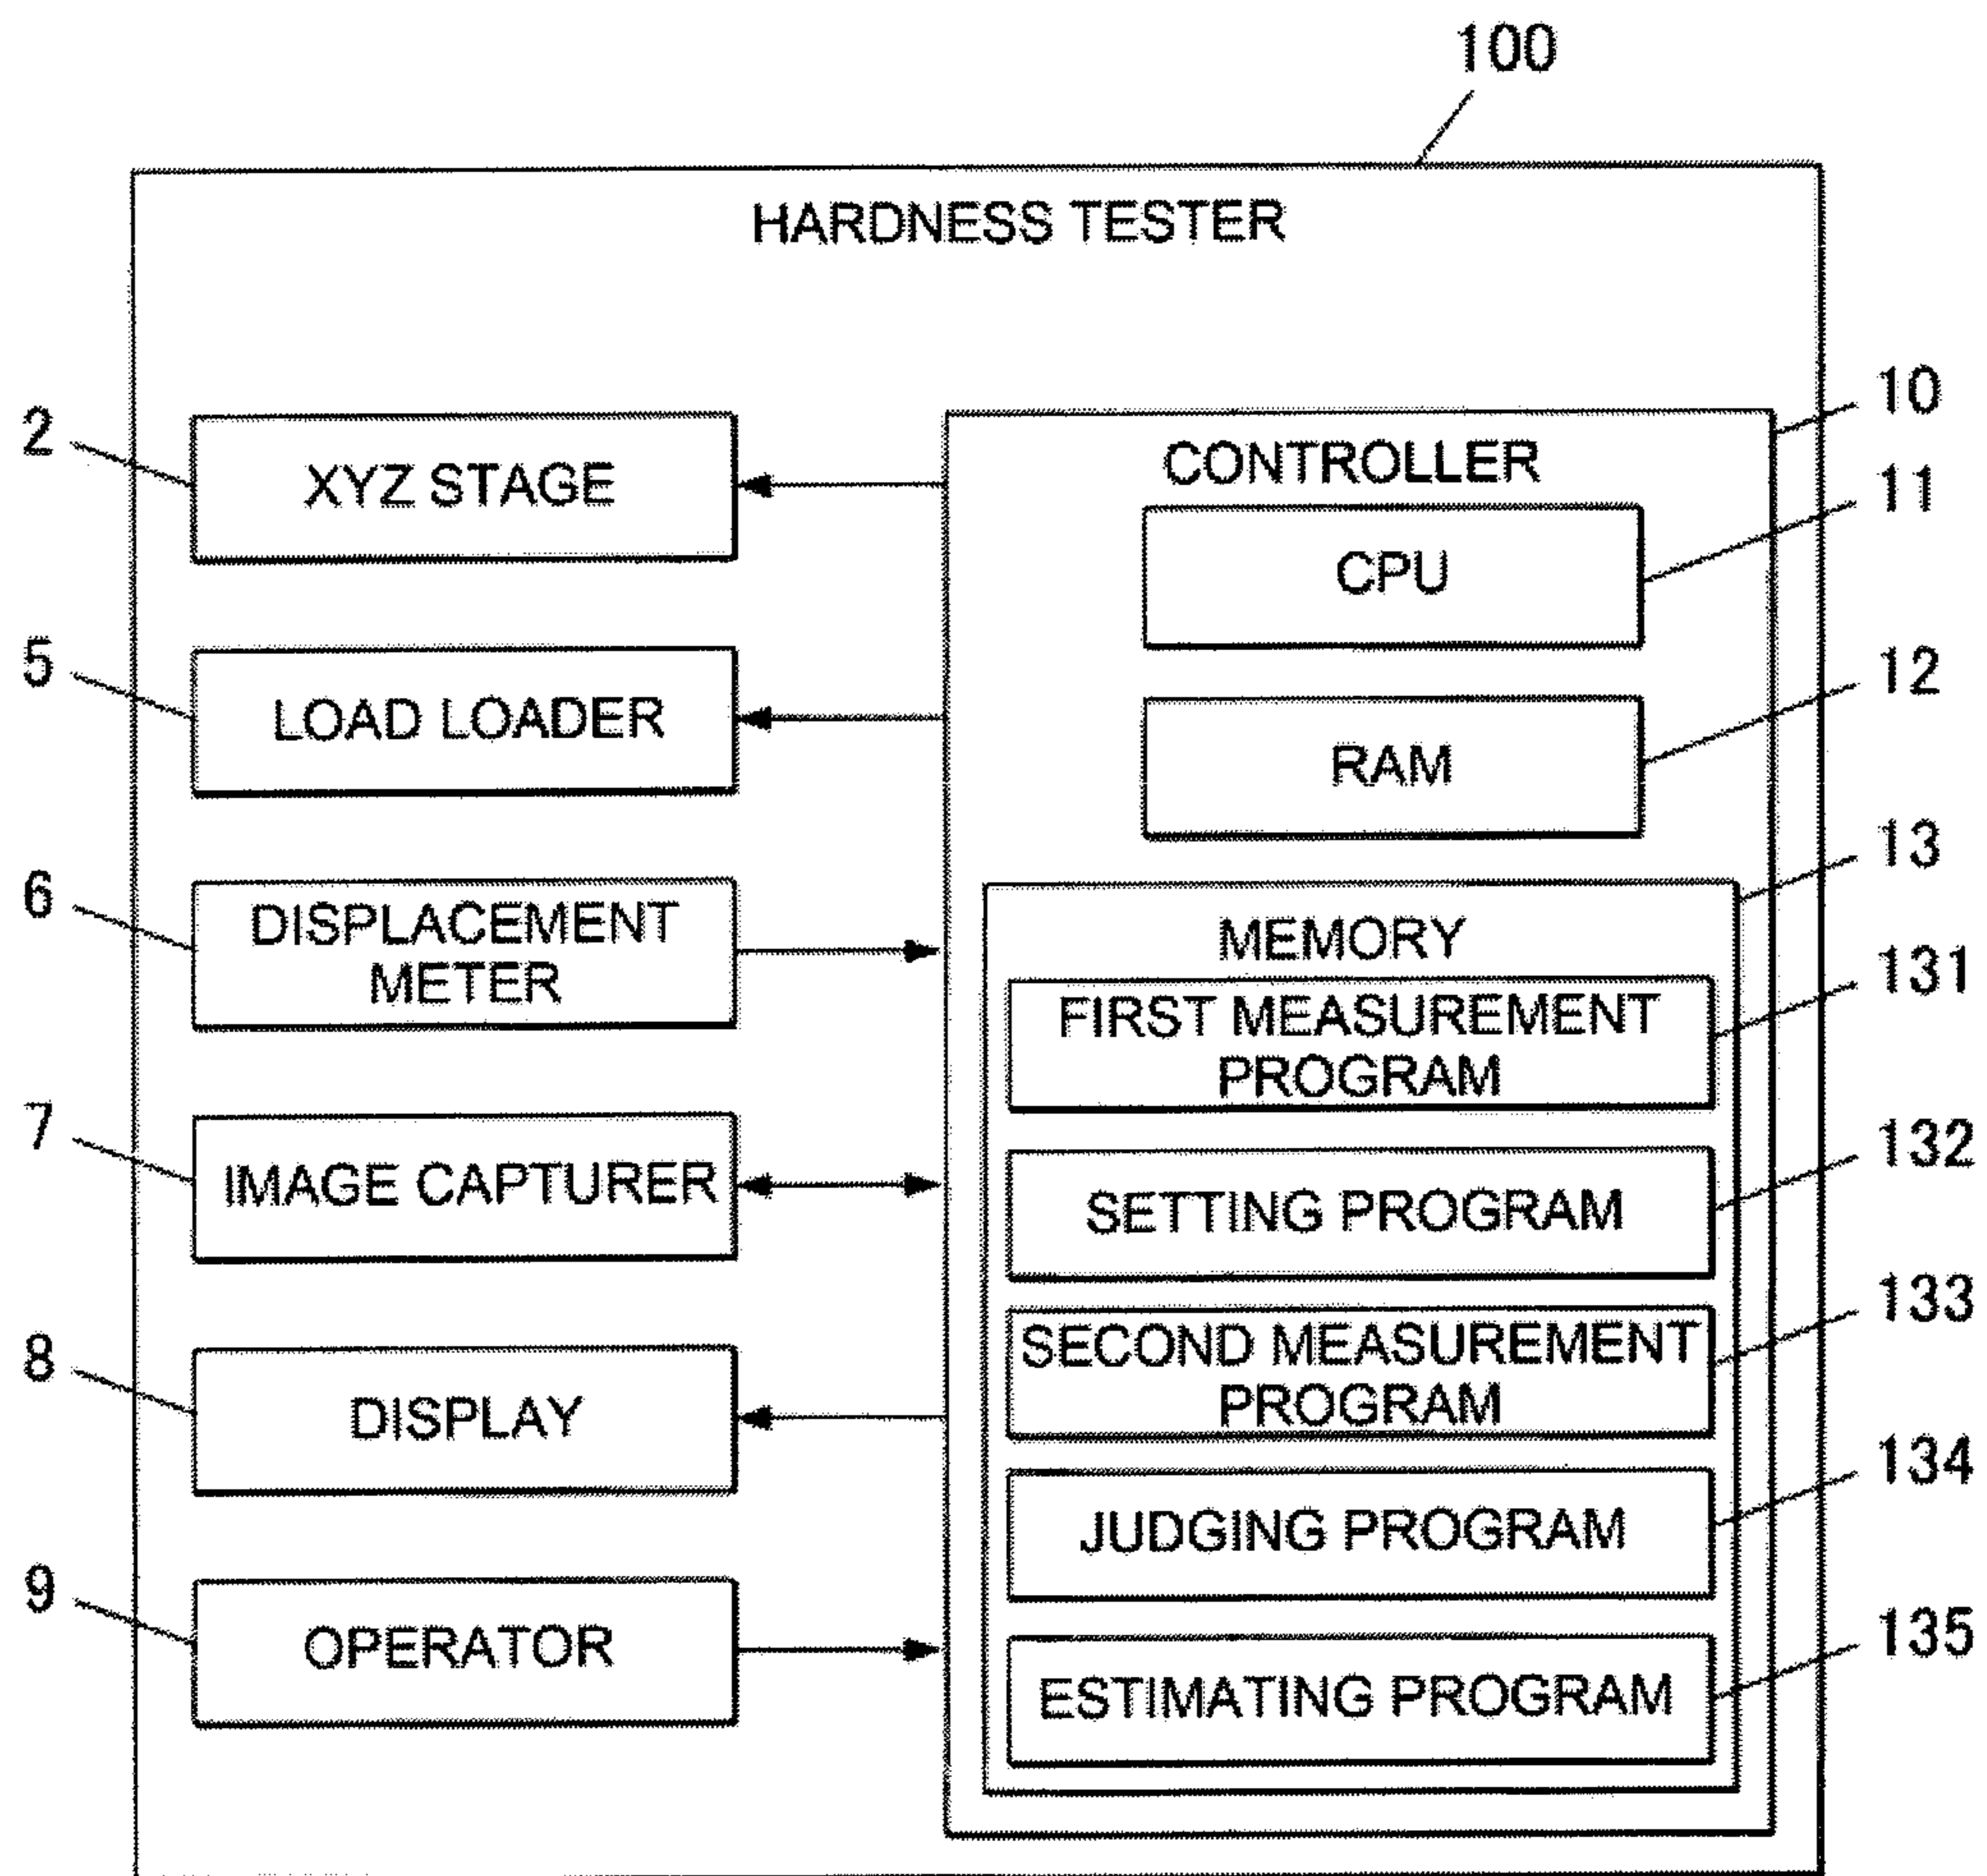 100
HARDNESS TESTER
2
XYZ STAGE
5
LOAD LOADER
6
DISPLACEMENT
METER
7
IMAGE CAPTURER
8
DISPLAY
9
OPERATOR
10
CONTROLLER
11
CPU
12
RAM
13
MEMORY
131
FIRST MEASUREMENT
PROGRAM
132
SETTING PROGRAM
133
SECOND MEASUREMENT
PROGRAM
134
JUDGING PROGRAM
135
ESTIMATING PROGRAM